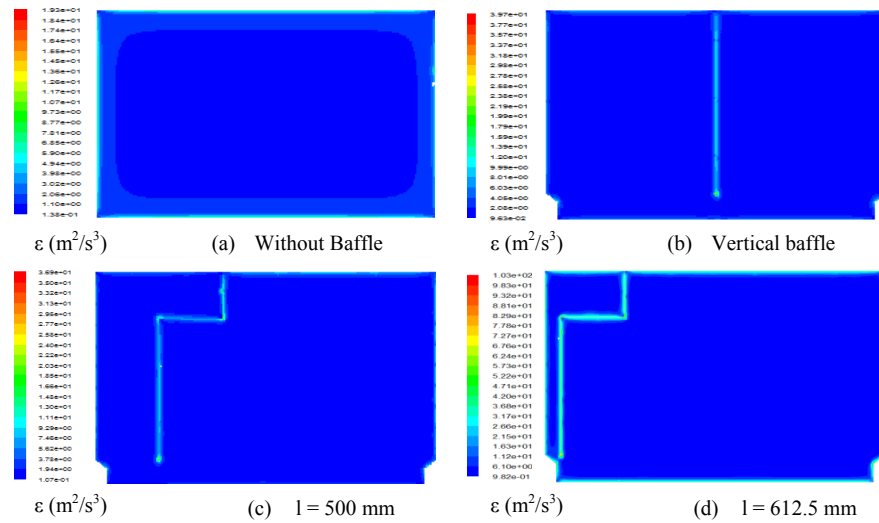 1.93e+01
1.84e+01
1.74e+01
1.64e+01
1.55e+01
1.45e+01
1.36e+01
1.26e+01
1.17e+01
1.07e+01
9.73e+00
8.77e+00
7.81e+00
6.85e+00
5.90e+00
4.94e+00
3.98e+00
3.02e+00
2.06e+00
1.10e+00
1.38e-01
ε (m²/s³) (a) Without Baffle
3.97e+01
3.77e+01
3.57e+01
3.37e+01
3.18e+01
2.98e+01
2.78e+01
2.58e+01
2.38e+01
2.19e+01
1.99e+01
1.79e+01
1.59e+01
1.39e+01
1.20e+01
9.99e+00
8.01e+00
6.03e+00
4.05e+00
2.08e+00
9.63e-02
ε (m²/s³) (b) Vertical baffle
3.69e+01
3.50e+01
3.32e+01
3.13e+01
2.95e+01
2.77e+01
2.58e+01
2.40e+01
2.22e+01
2.03e+01
1.85e+01
1.66e+01
1.48e+01
1.30e+01
1.11e+01
9.29e+00
7.46e+00
5.62e+00
3.78e+00
1.94e+00
ε (m²/s³) (c) l = 500 mm
1.03e+02
9.83e+01
9.32e+01
8.81e+01
8.29e+01
7.78e+01
7.27e+01
6.76e+01
6.24e+01
5.73e+01
5.22e+01
4.71e+01
4.20e+01
3.68e+01
3.17e+01
2.66e+01
2.15e+01
1.63e+01
1.12e+01
6.10e+00
9.82e-01
ε (m²/s³) (d) l = 612.5 mm